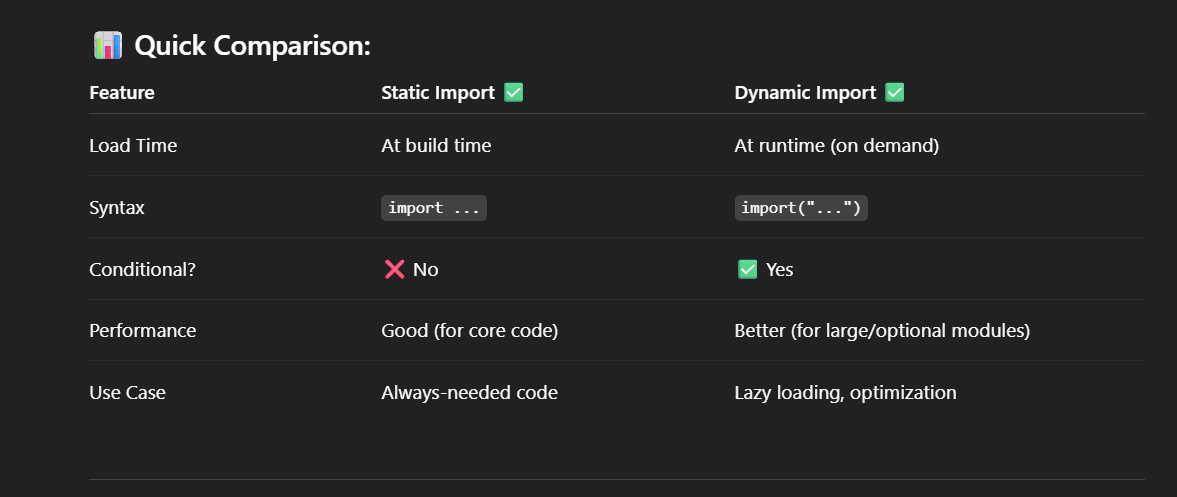 📊 Quick Comparison:
Feature Static Import ✅ Dynamic Import ✅
Load Time At build time At runtime (on demand)
Syntax import ... import("...")
Conditional? ❌ No ✅ Yes
Performance Good (for core code) Better (for large/optional modules)
Use Case Always-needed code Lazy loading, optimization